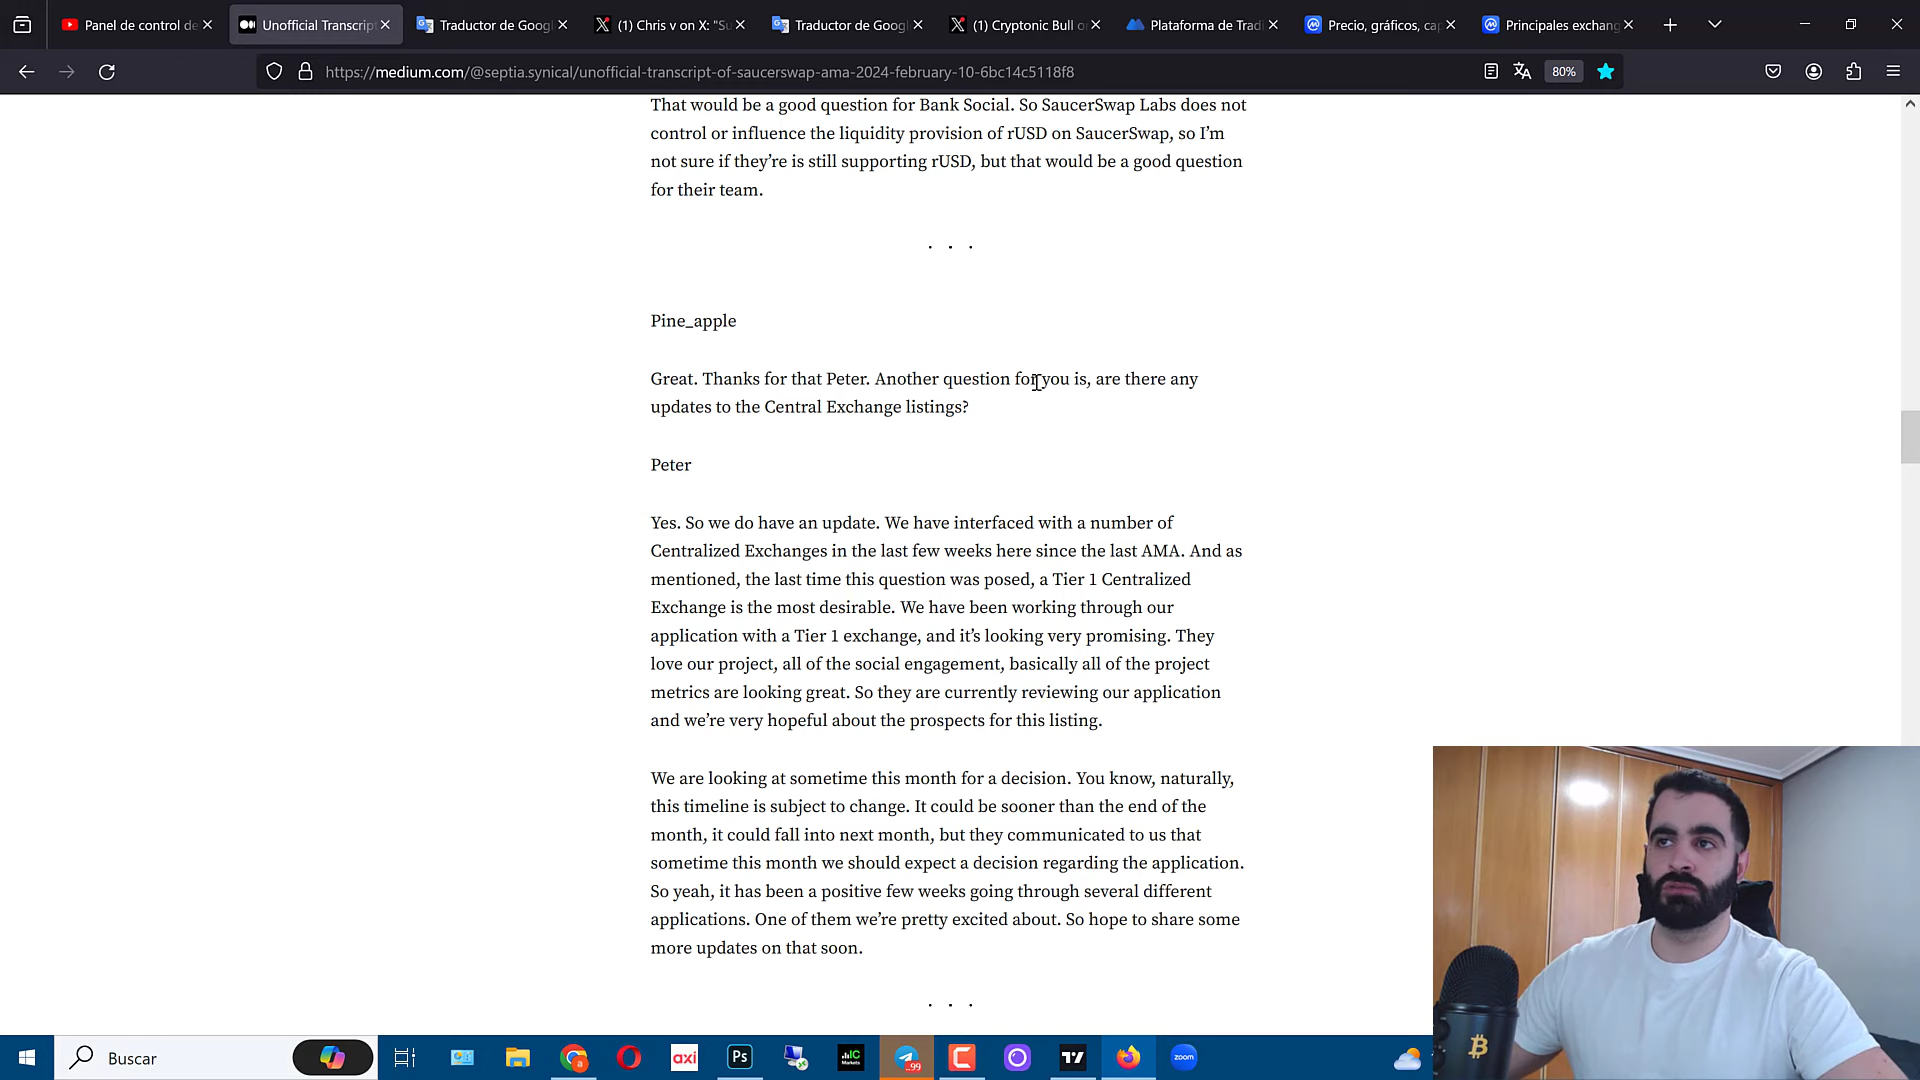 Panel de control de
Unofficial Transcript
Traductor de Googl
(1) Chris v on X: "Su
Traductor de Googl
(1) Cryptonic Bull on
Plataforma de Tradi
Precio, gráficos, cap
Principales exchang
https://medium.com/@septia.synical/unofficial-transcript-of-saucerswap-ama-2024-february-10-6bc14c5118f8
80%
That would be a good question for Bank Social. So SaucerSwap Labs does not
control or influence the liquidity provision of rUSD on SaucerSwap, so I'm
not sure if they're is still supporting rUSD, but that would be a good question
for their team.
. . .
Pine_apple
Great. Thanks for that Peter. Another question for you is, are there any
updates to the Central Exchange listings?
Peter
Yes. So we do have an update. We have interfaced with a number of
Centralized Exchanges in the last few weeks here since the last AMA. And as
mentioned, the last time this question was posed, a Tier 1 Centralized
Exchange is the most desirable. We have been working through our
application with a Tier 1 exchange, and it's looking very promising. They
love our project, all of the social engagement, basically all of the project
metrics are looking great. So they are currently reviewing our application
and we're very hopeful about the prospects for this listing.
We are looking at sometime this month for a decision. You know, naturally,
this timeline is subject to change. It could be sooner than the end of the
month, it could fall into next month, but they communicated to us that
sometime this month we should expect a decision regarding the application.
So yeah, it has been a positive few weeks going through several different
applications. One of them we're pretty excited about. So hope to share some
more updates on that soon.
. . .
Buscar
axi
Ps
IC
Markets
..99
zoom